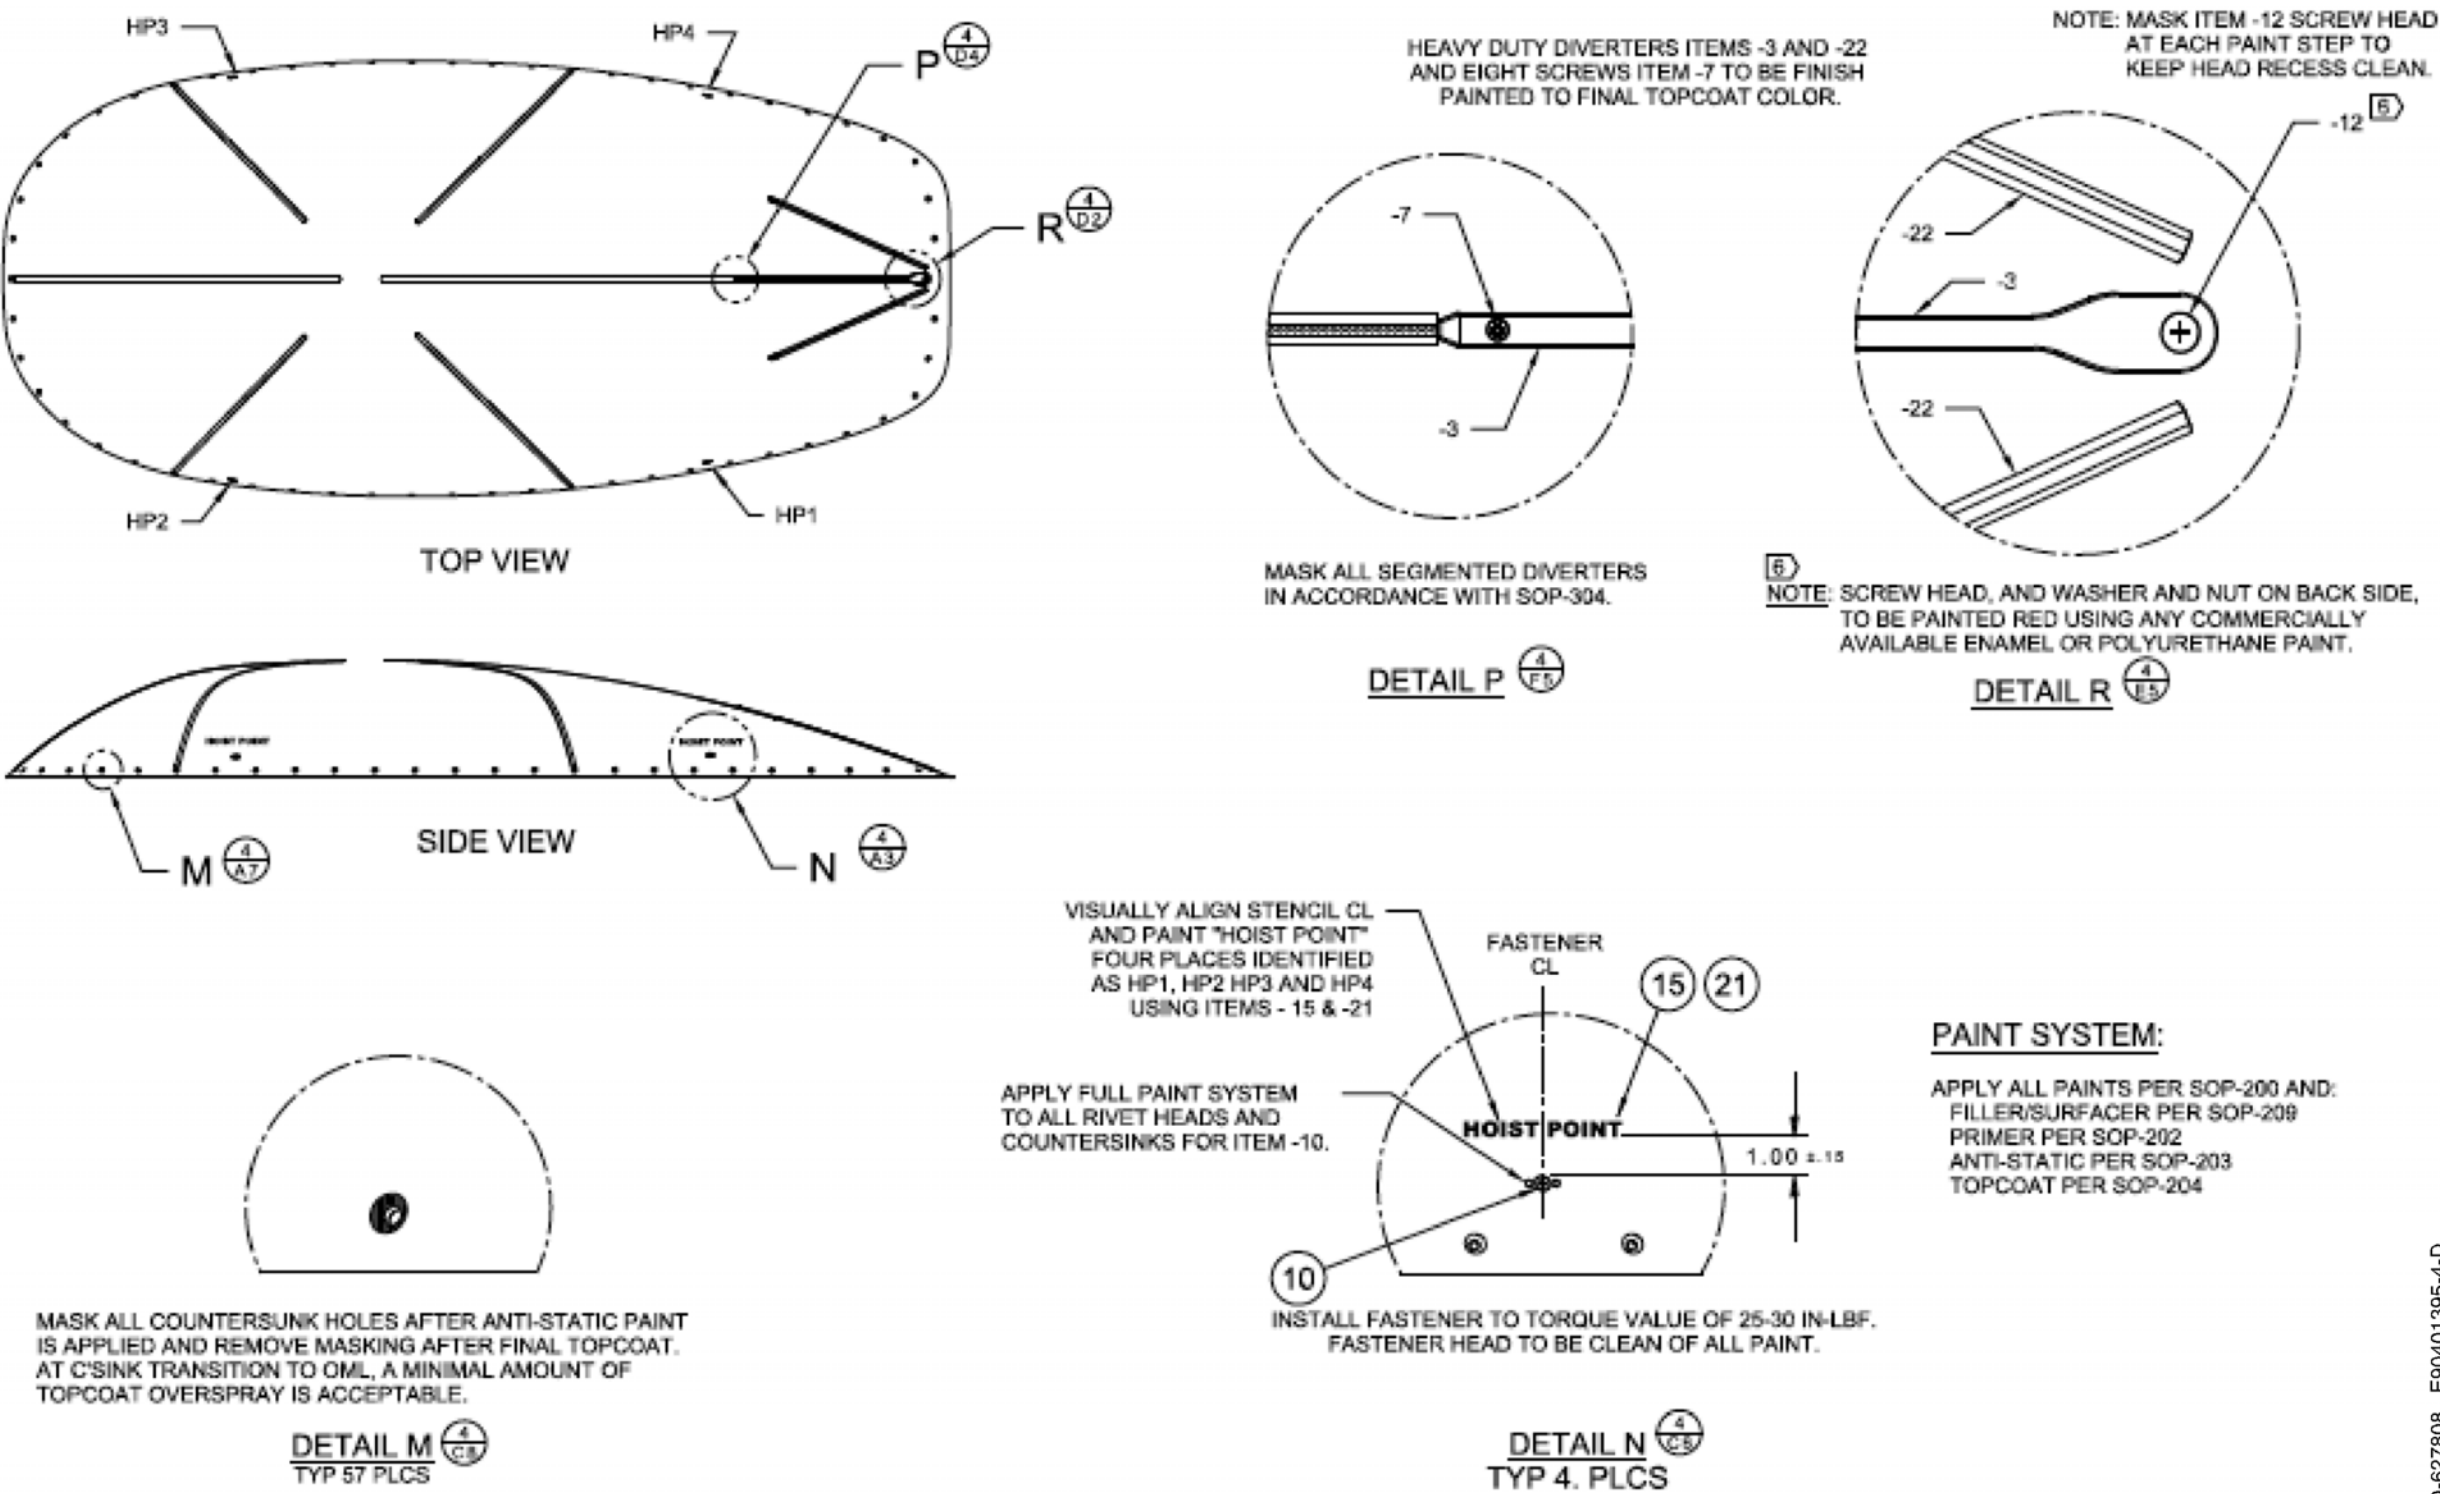 HP3
HP4
P 4
D4
R 4
D2
HP2
HP1
TOP VIEW
HEAVY DUTY DIVERTERS ITEMS -3 AND -22
AND EIGHT SCREWS ITEM -7 TO BE FINISH
PAINTED TO FINAL TOPCOAT COLOR.
-7
-3
MASK ALL SEGMENTED DIVERTERS
IN ACCORDANCE WITH SOP-304.
DETAIL P 4
F5
NOTE: MASK ITEM -12 SCREW HEAD
AT EACH PAINT STEP TO
KEEP HEAD RECESS CLEAN.
-12 6
-22
-3
-22
6
NOTE: SCREW HEAD, AND WASHER AND NUT ON BACK SIDE,
TO BE PAINTED RED USING ANY COMMERCIALLY
AVAILABLE ENAMEL OR POLYURETHANE PAINT.
DETAIL R 4
E5
HOIST POINT
HOIST POINT
SIDE VIEW
M 4
A7
N 4
A3
MASK ALL COUNTERSUNK HOLES AFTER ANTI-STATIC PAINT
IS APPLIED AND REMOVE MASKING AFTER FINAL TOPCOAT.
AT C'SINK TRANSITION TO OML, A MINIMAL AMOUNT OF
TOPCOAT OVERSPRAY IS ACCEPTABLE.
DETAIL M 4
C8
TYP 57 PLCS
VISUALLY ALIGN STENCIL CL
AND PAINT "HOIST POINT"
FOUR PLACES IDENTIFIED
AS HP1, HP2 HP3 AND HP4
USING ITEMS - 15 & -21
FASTENER
CL
15 21
APPLY FULL PAINT SYSTEM
TO ALL RIVET HEADS AND
COUNTERSINKS FOR ITEM -10.
HOIST POINT
1.00 ±.15
10
INSTALL FASTENER TO TORQUE VALUE OF 25-30 IN-LBF.
FASTENER HEAD TO BE CLEAN OF ALL PAINT.
DETAIL N 4
C6
TYP 4. PLCS
PAINT SYSTEM:
APPLY ALL PAINTS PER SOP-200 AND:
FILLER/SURFACER PER SOP-209
PRIMER PER SOP-202
ANTI-STATIC PER SOP-203
TOPCOAT PER SOP-204